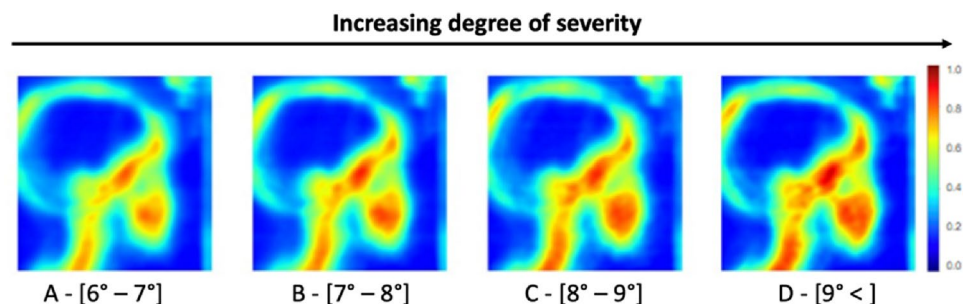 Increasing degree of severity
1.0
0.8
0.6
0.4
0.2
0.0
A - [6° – 7°]
B - [7° – 8°]
C - [8° – 9°]
D - [9° < ]